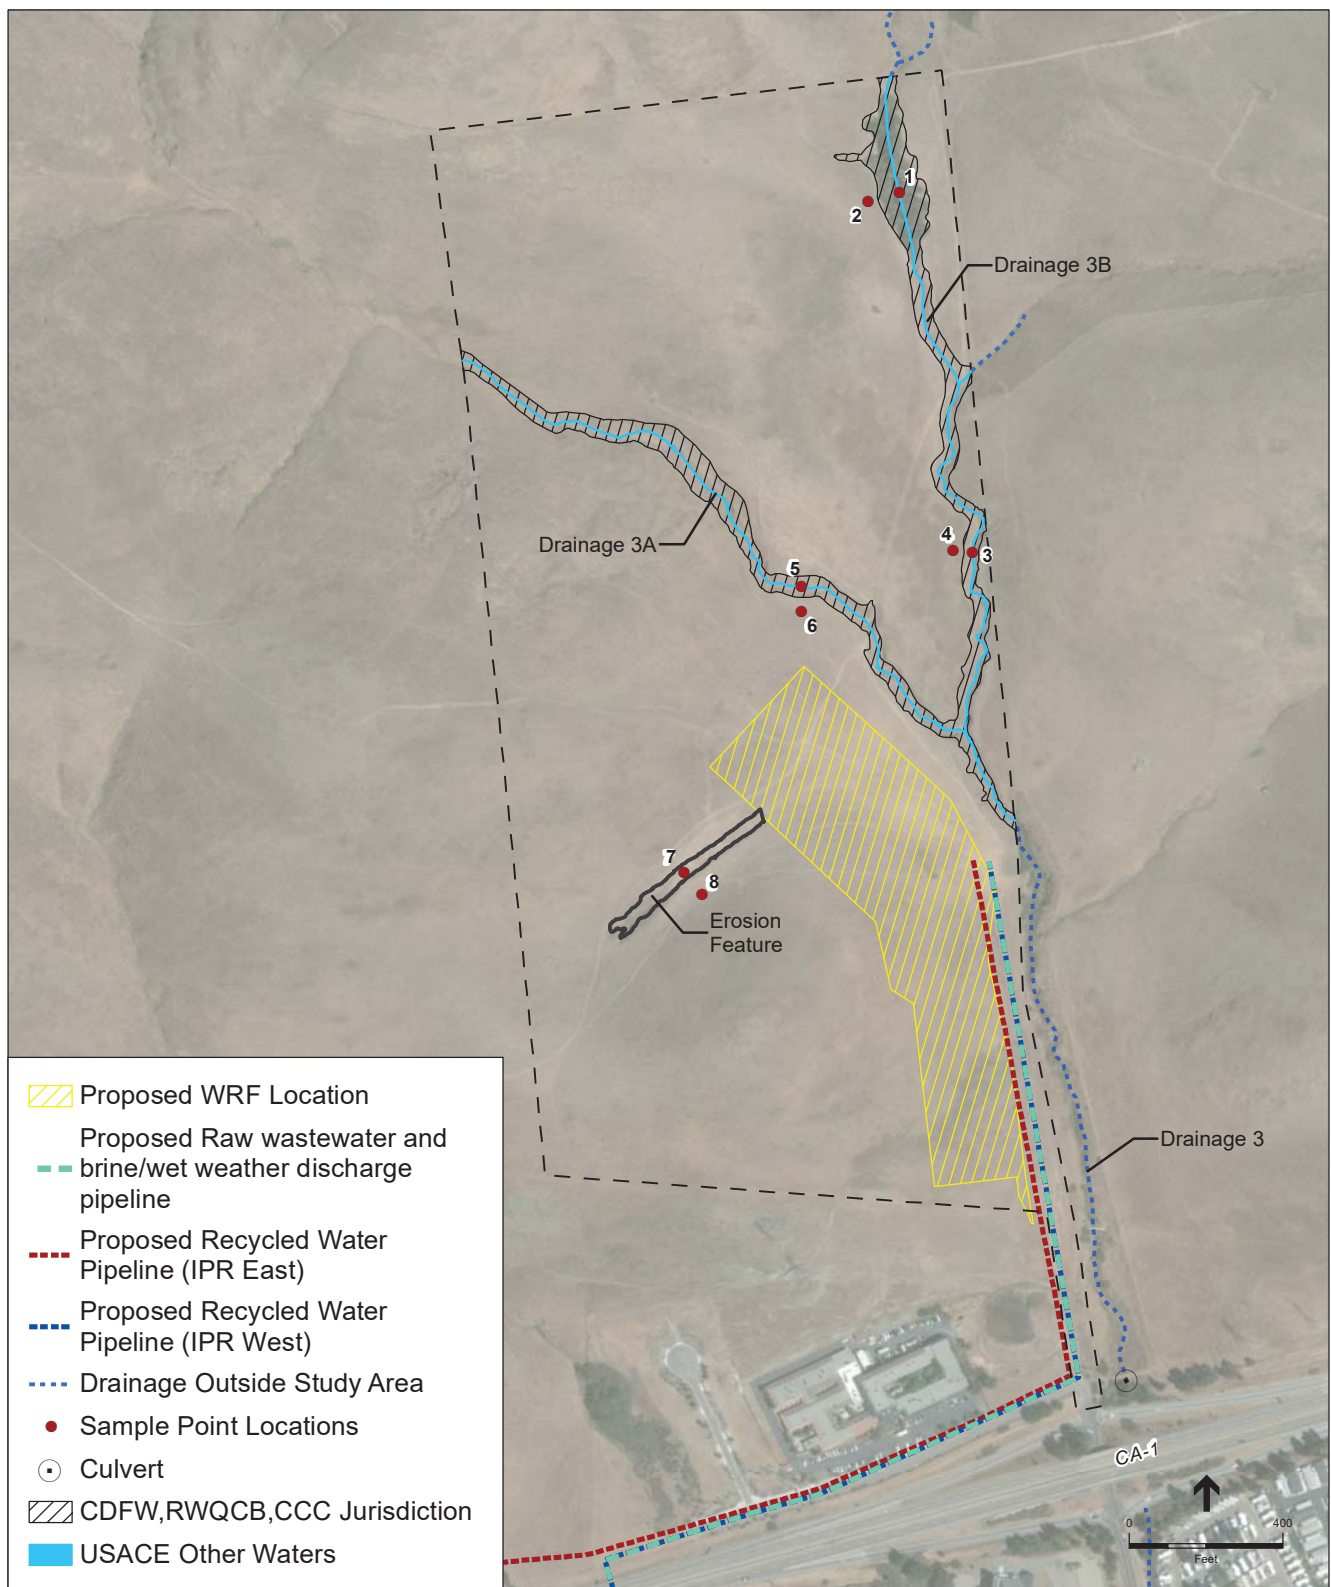 1
2
Drainage 3B
4
3
Drainage 3A
5
6
7
8
Erosion
Feature
Proposed WRF Location
Proposed Raw wastewater and
brine/wet weather discharge
pipeline
Proposed Recycled Water
Pipeline (IPR East)
Proposed Recycled Water
Pipeline (IPR West)
Drainage Outside Study Area
Sample Point Locations
Culvert
CDFW,RWQCB,CCC Jurisdiction
USACE Other Waters
Drainage 3
CA-1
0 400
Feet